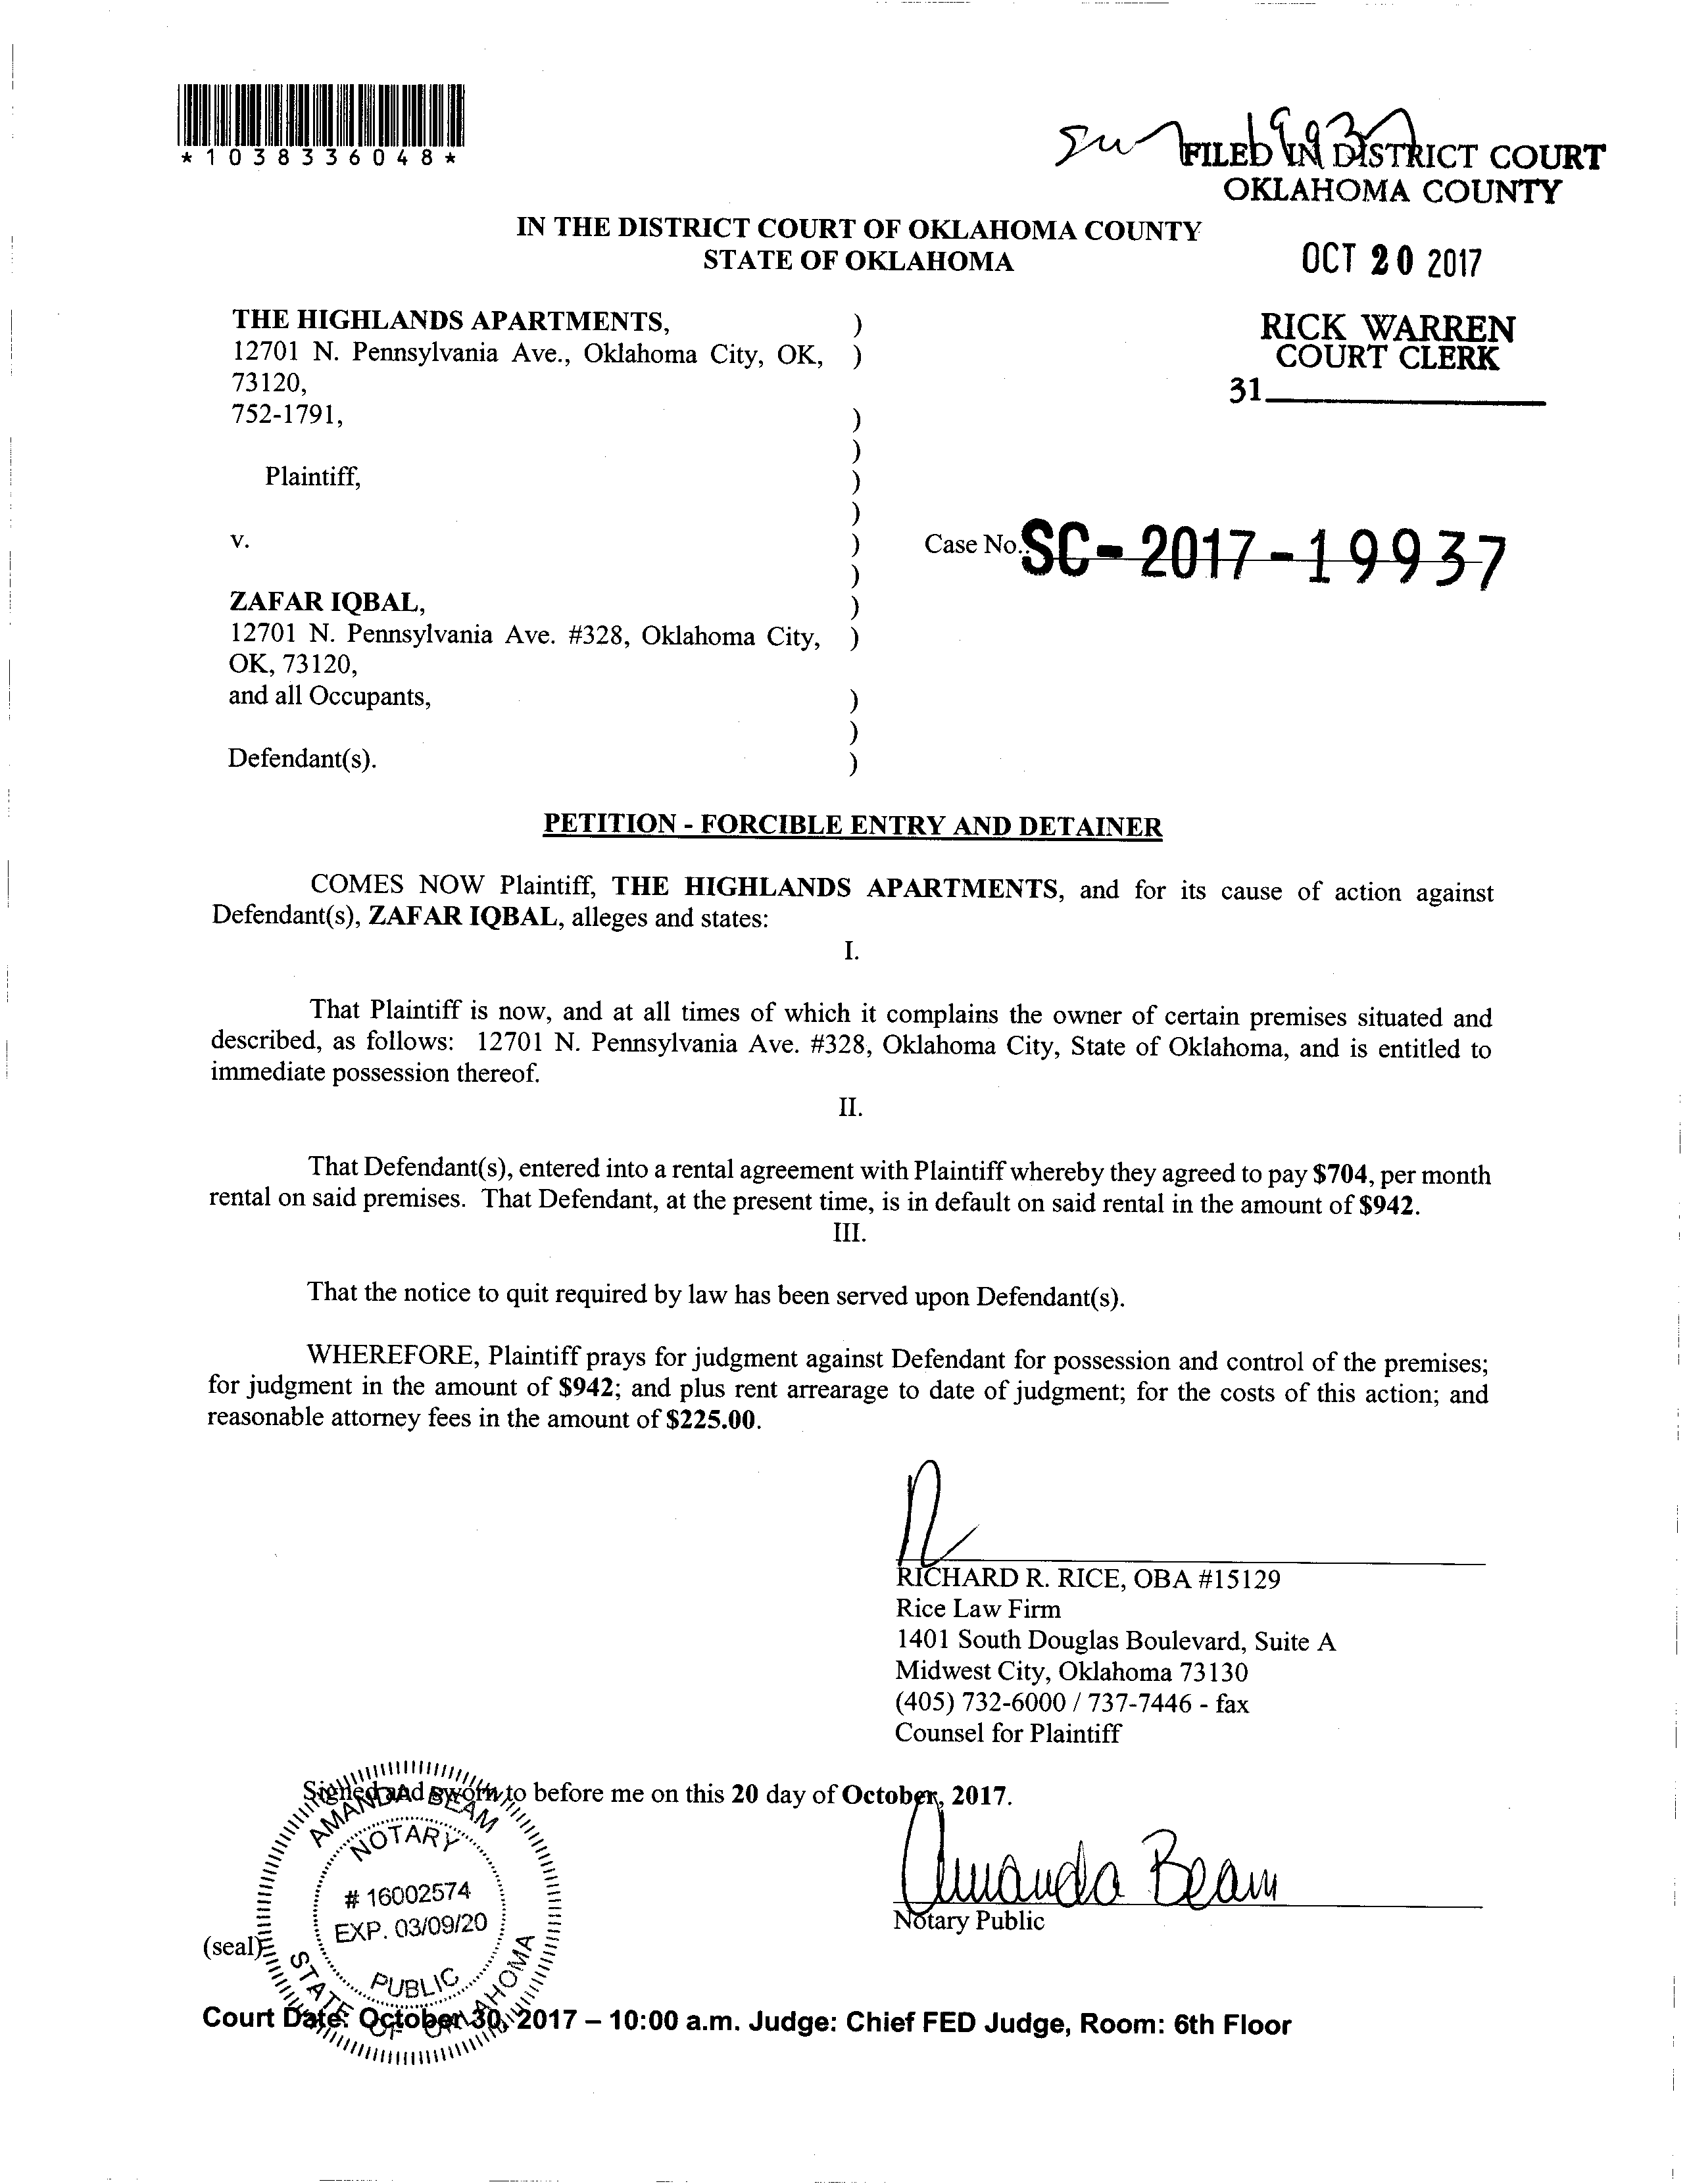 *1038336048*
FILED IN DISTRICT COURT
OKLAHOMA COUNTY
IN THE DISTRICT COURT OF OKLAHOMA COUNTY
STATE OF OKLAHOMA
OCT 20 2017
RICK WARREN
COURT CLERK
31
THE HIGHLANDS APARTMENTS, )
12701 N. Pennsylvania Ave., Oklahoma City, OK, )
73120,
752-1791, )
)
Plaintiff, )
)
v. )
Case No.: SC-2017-19937
)
ZAFAR IQBAL, )
12701 N. Pennsylvania Ave. #328, Oklahoma City, )
OK, 73120,
and all Occupants, )
)
Defendant(s). )
PETITION - FORCIBLE ENTRY AND DETAINER
COMES NOW Plaintiff, THE HIGHLANDS APARTMENTS, and for its cause of action against
Defendant(s), ZAFAR IQBAL, alleges and states:
I.
That Plaintiff is now, and at all times of which it complains the owner of certain premises situated and
described, as follows: 12701 N. Pennsylvania Ave. #328, Oklahoma City, State of Oklahoma, and is entitled to
immediate possession thereof.
II.
That Defendant(s), entered into a rental agreement with Plaintiff whereby they agreed to pay $704, per month
rental on said premises. That Defendant, at the present time, is in default on said rental in the amount of $942.
III.
That the notice to quit required by law has been served upon Defendant(s).
WHEREFORE, Plaintiff prays for judgment against Defendant for possession and control of the premises;
for judgment in the amount of $942; and plus rent arrearage to date of judgment; for the costs of this action; and
reasonable attorney fees in the amount of $225.00.
RICHARD R. RICE, OBA #15129
Rice Law Firm
1401 South Douglas Boulevard, Suite A
Midwest City, Oklahoma 73130
(405) 732-6000 / 737-7446 - fax
Counsel for Plaintiff
Signed and sworn to before me on this 20 day of October, 2017.
AMANDA BEAM
NOTARY
# 16002574
EXP. 03/09/20
PUBLIC
STATE OF OKLAHOMA
Amanda Beam
Notary Public
(seal)
Court Date: October 30, 2017 – 10:00 a.m. Judge: Chief FED Judge, Room: 6th Floor